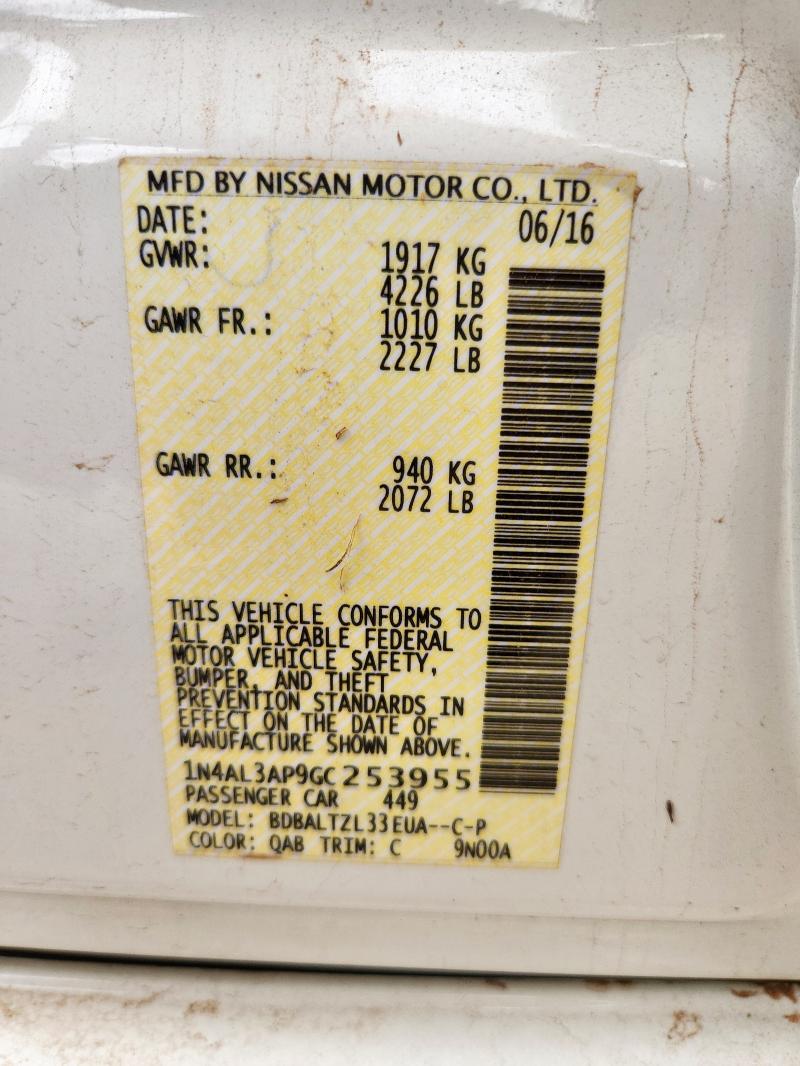 MFD BY NISSAN MOTOR CO., LTD.
DATE: 06/16
GVWR: 1917 KG
4226 LB
GAWR FR.: 1010 KG
2227 LB
GAWR RR.: 940 KG
2072 LB
THIS VEHICLE CONFORMS TO
ALL APPLICABLE FEDERAL
MOTOR VEHICLE SAFETY,
BUMPER, AND THEFT
PREVENTION STANDARDS IN
EFFECT ON THE DATE OF
MANUFACTURE SHOWN ABOVE.
1N4AL3AP9GC253955
PASSENGER CAR 449
MODEL: BDBALTZL33EUA--C-P
COLOR: QAB TRIM: C 9N00A